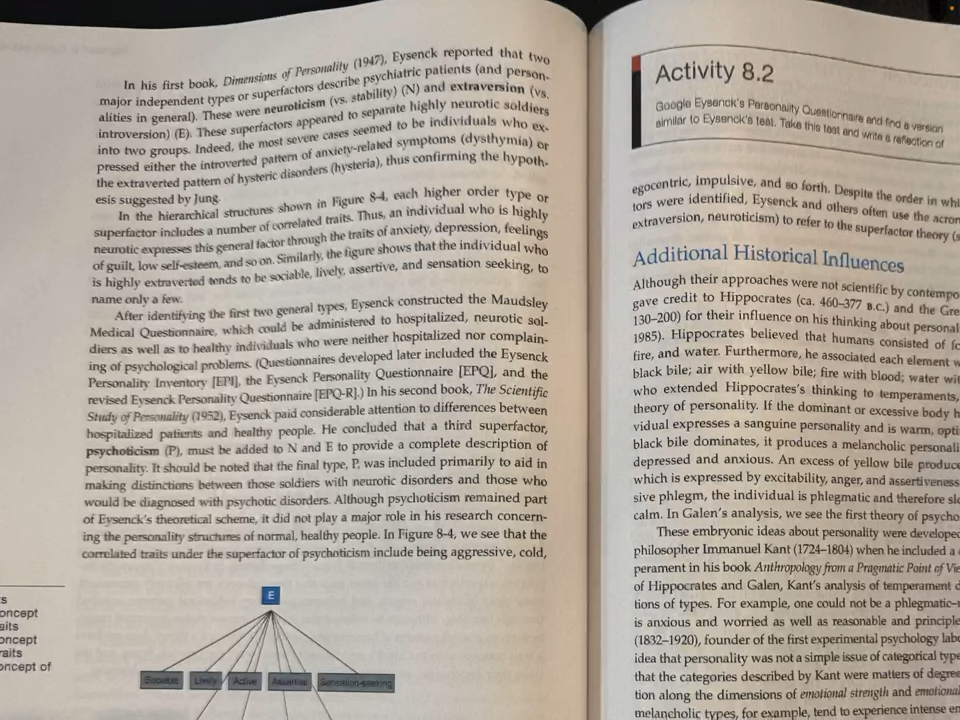 In his first book, Dimensions of Personality (1947), Eysenck reported that two
major independent types or superfactors describe psychiatric patients (and person-
alities in general). These were neuroticism (vs. stability) (N) and extraversion (vs.
introversion) (E). These superfactors appeared to separate highly neurotic soldiers
into two groups. Indeed, the most severe cases seemed to be individuals who ex-
pressed either the introverted pattern of anxiety-related symptoms (dysthymia) or
the extraverted pattern of hysteric disorders (hysteria), thus confirming the hypoth-
esis suggested by Jung.
In the hierarchical structures shown in Figure 8-4, each higher order type or
superfactor includes a number of correlated traits. Thus, an individual who is highly
neurotic expresses this general factor through the traits of anxiety, depression, feelings
of guilt, low self-esteem, and so on. Similarly, the figure shows that the individual who
is highly extraverted tends to be sociable, lively, assertive, and sensation seeking, to
name only a few.
After identifying the first two general types, Eysenck constructed the Maudsley
Medical Questionnaire, which could be administered to hospitalized, neurotic sol-
diers as well as to healthy individuals who were neither hospitalized nor complain-
ing of psychological problems. (Questionnaires developed later included the Eysenck
Personality Inventory [EPI], the Eysenck Personality Questionnaire [EPQ], and the
revised Eysenck Personality Questionnaire [EPQ-R].) In his second book, The Scientific
Study of Personality (1952), Eysenck paid considerable attention to differences between
hospitalized patients and healthy people. He concluded that a third superfactor,
psychoticism (P), must be added to N and E to provide a complete description of
personality. It should be noted that the final type, P, was included primarily to aid in
making distinctions between those soldiers with neurotic disorders and those who
would be diagnosed with psychotic disorders. Although psychoticism remained part
of Eysenck's theoretical scheme, it did not play a major role in his research concern-
ing the personality structures of normal, healthy people. In Figure 8-4, we see that the
correlated traits under the superfactor of psychoticism include being aggressive, cold,
E
Sociable Lively Active Assertive Sensation-seeking
ts
oncept
aits
oncept
raits
oncept of
Activity 8.2
Google Eysenck's Personality Questionnaire and find a version
similar to Eysenck's test. Take this test and write a reflection of
egocentric, impulsive, and so forth. Despite the order in whi
tors were identified, Eysenck and others often use the acron
extraversion, neuroticism) to refer to the superfactor theory (s
Additional Historical Influences
Although their approaches were not scientific by contempo
gave credit to Hippocrates (ca. 460–377 B.C.) and the Gre
130–200) for their influence on his thinking about personal
1985). Hippocrates believed that humans consisted of fo
fire, and water. Furthermore, he associated each element w
black bile; air with yellow bile; fire with blood; water wit
who extended Hippocrates's thinking to temperaments,
theory of personality. If the dominant or excessive body h
vidual expresses a sanguine personality and is warm, opti
black bile dominates, it produces a melancholic personali
depressed and anxious. An excess of yellow bile produce
which is expressed by excitability, anger, and assertiveness
sive phlegm, the individual is phlegmatic and therefore slo
calm. In Galen's analysis, we see the first theory of psycho
These embryonic ideas about personality were develope
philosopher Immanuel Kant (1724–1804) when he included a
perament in his book Anthropology from a Pragmatic Point of Vie
of Hippocrates and Galen, Kant's analysis of temperament d
tions of types. For example, one could not be a phlegmatic–
is anxious and worried as well as reasonable and principle
(1832–1920), founder of the first experimental psychology labo
idea that personality was not a simple issue of categorical type
that the categories described by Kant were matters of degree
tion along the dimensions of emotional strength and emotional
melancholic types, for example, tend to experience intense em